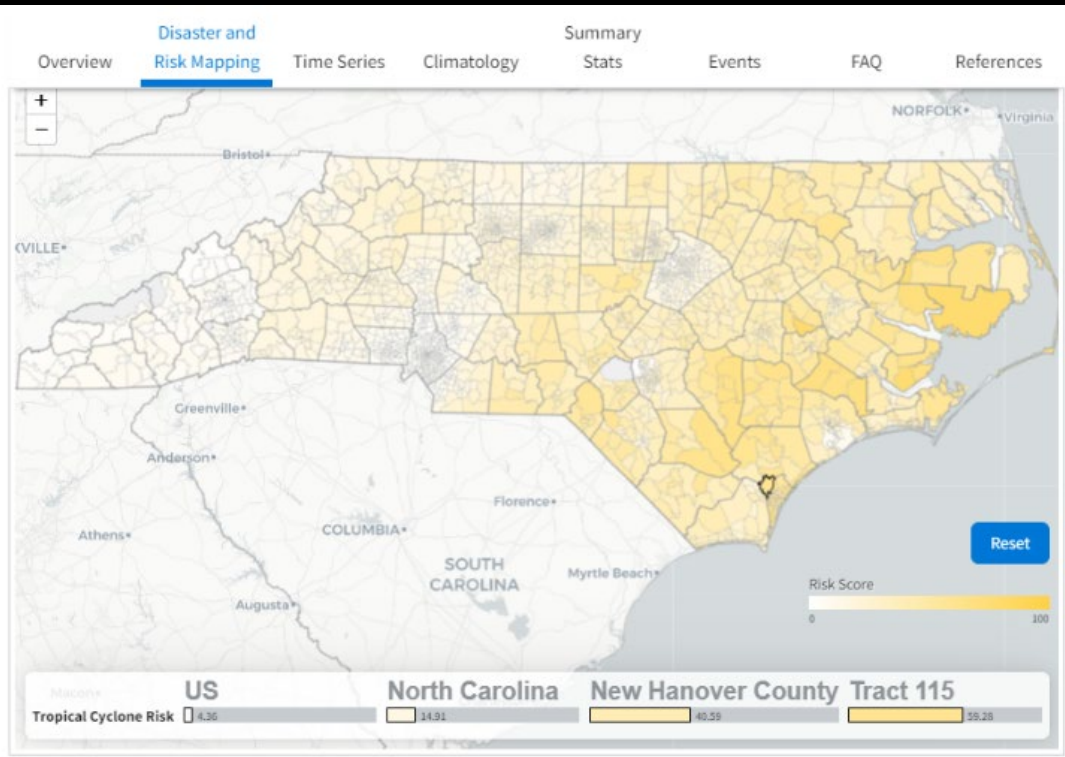 Disaster and
Summary
Overview
Risk Mapping
Time Series
Climatology
Stats
Events
FAQ
References
+
−
NORFOLK
Virginia
Bristol
KVILLE
Greenville
Anderson
Florence
Athens
COLUMBIA
Reset
SOUTH
CAROLINA
Myrtle Beach
Risk Score
Augusta
0
100
Macon
US
North Carolina
New Hanover County
Tract 115
Tropical Cyclone Risk
4.36
14.91
40.59
59.28